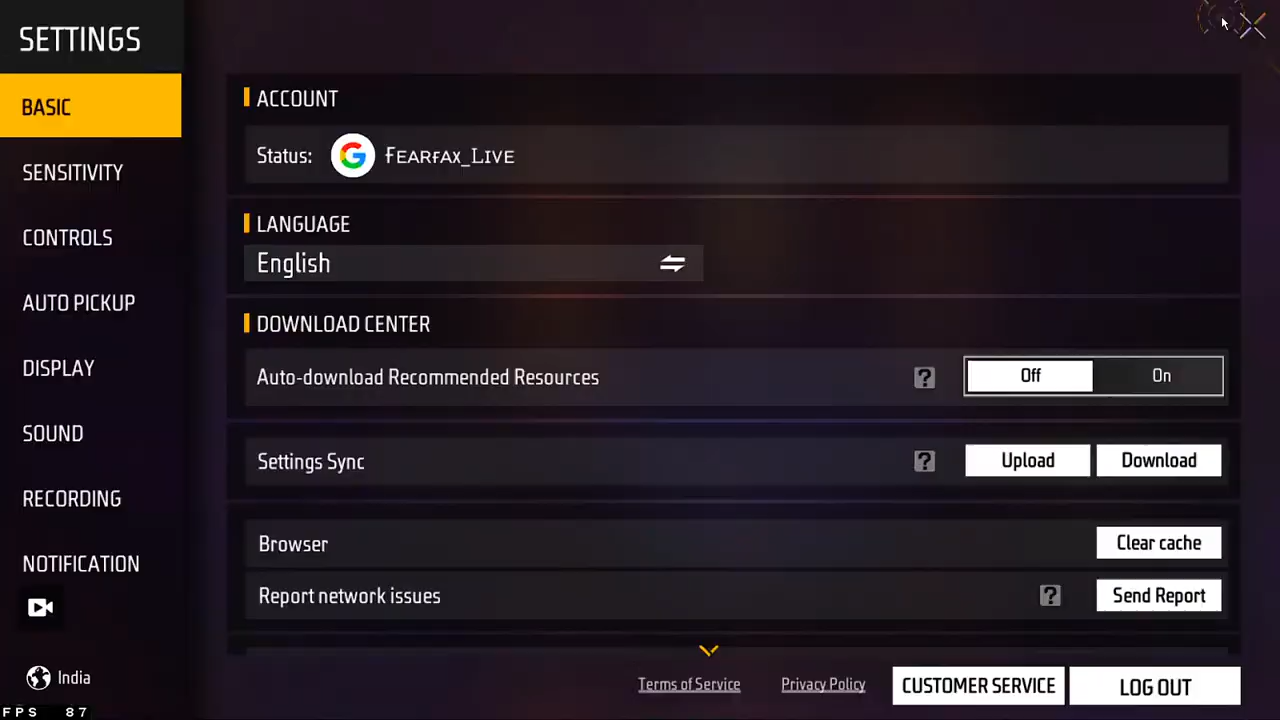 SETTINGS
BASIC
SENSITIVITY
CONTROLS
AUTO PICKUP
DISPLAY
SOUND
RECORDING
NOTIFICATION
India
FPS 87
ACCOUNT
Status: G Fearfax_Live
LANGUAGE
English
DOWNLOAD CENTER
Auto-download Recommended Resources ? Off On
Settings Sync ? Upload Download
Browser Clear cache
Report network issues ? Send Report
Terms of Service Privacy Policy CUSTOMER SERVICE LOG OUT